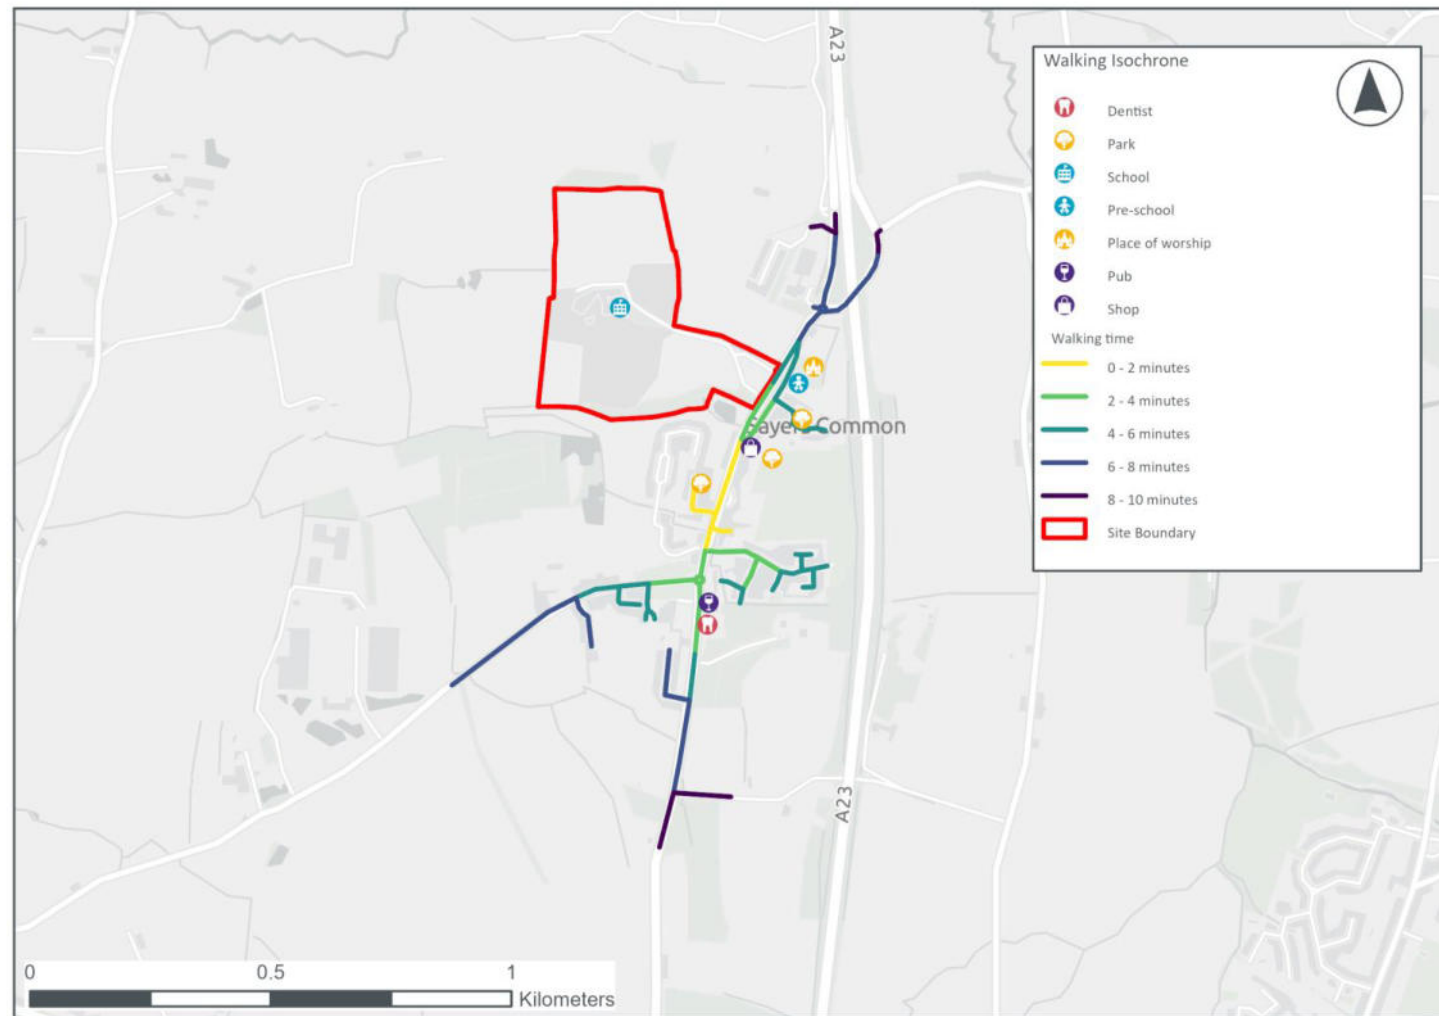 A23
Walking Isochrone
Dentist
Park
School
Pre-school
Place of worship
Pub
Shop
Walking time
0 - 2 minutes
2 - 4 minutes
4 - 6 minutes
6 - 8 minutes
8 - 10 minutes
Site Boundary
Sayers Common
A23
0 0.5 1
Kilometers